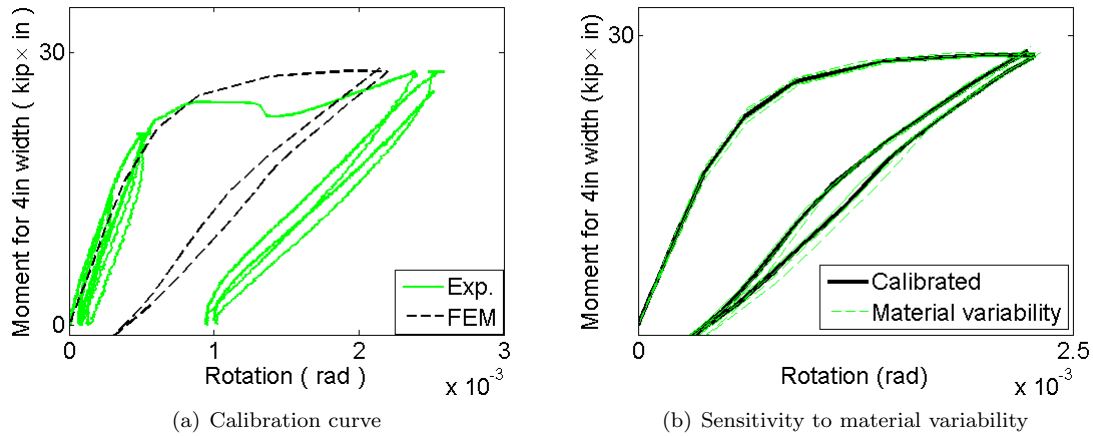 Moment for 4in width ( kip× in)
30
0
0
1
2
3
Rotation ( rad )
x 10⁻³
Exp.
FEM
(a) Calibration curve
Moment for 4in width (kip× in)
30
0
0
2.5
Rotation (rad)
x 10⁻³
Calibrated
Material variability
(b) Sensitivity to material variability